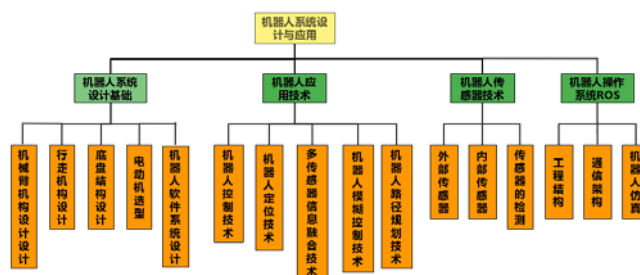 机器人系统设
计与应用
机器人系统
设计基础
机器人应
用技术
机器人传
感器技术
机器人操作
系统ROS
机械臂机构设计设计
行走机构设计
底盘结构设计
电动机选型
机器人软件系统设计
机器人控制技术
机器人定位技术
多传感器信息融合技术
机器人模糊控制技术
机器人路径规划技术
外部传感器
内部传感器
传感器的检测
工程结构
通信架构
机器人仿真